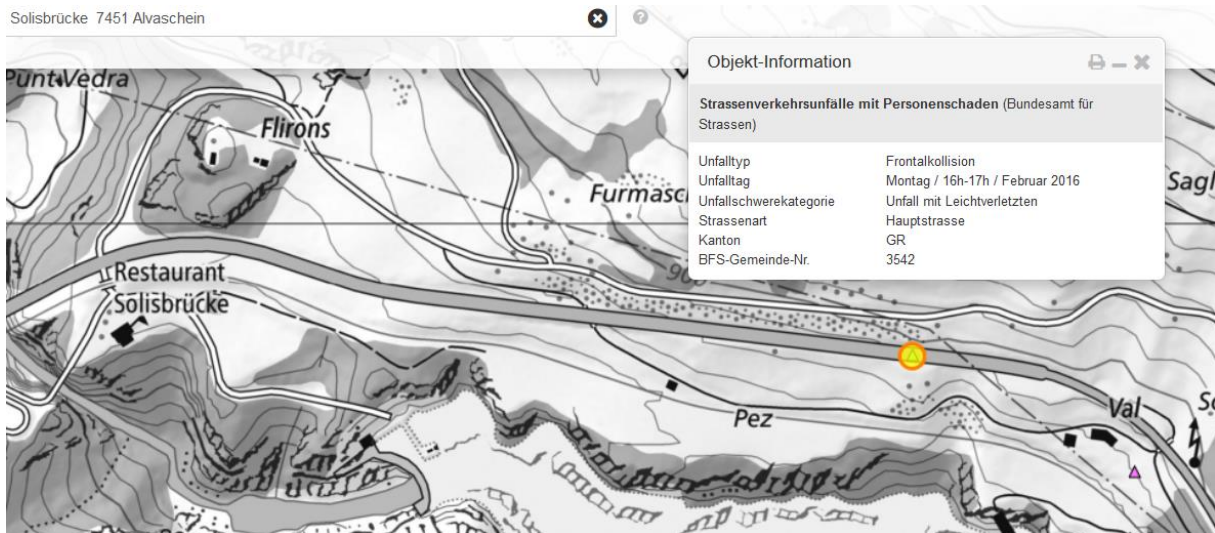 Solisbrücke 7451 Alvaschein
Objekt-Information
Strassenverkehrsunfälle mit Personenschaden (Bundesamt für
Strassen)
Unfalltyp Frontalkollision
Unfalltag Montag / 16h-17h / Februar 2016
Unfallschwerekategorie Unfall mit Leichtverletzten
Strassenart Hauptstrasse
Kanton GR
BFS-Gemeinde-Nr. 3542
Punt Vedra
Flirons
Furmasc
Sagl
900
Restaurant
Solisbrücke
Pez
Val